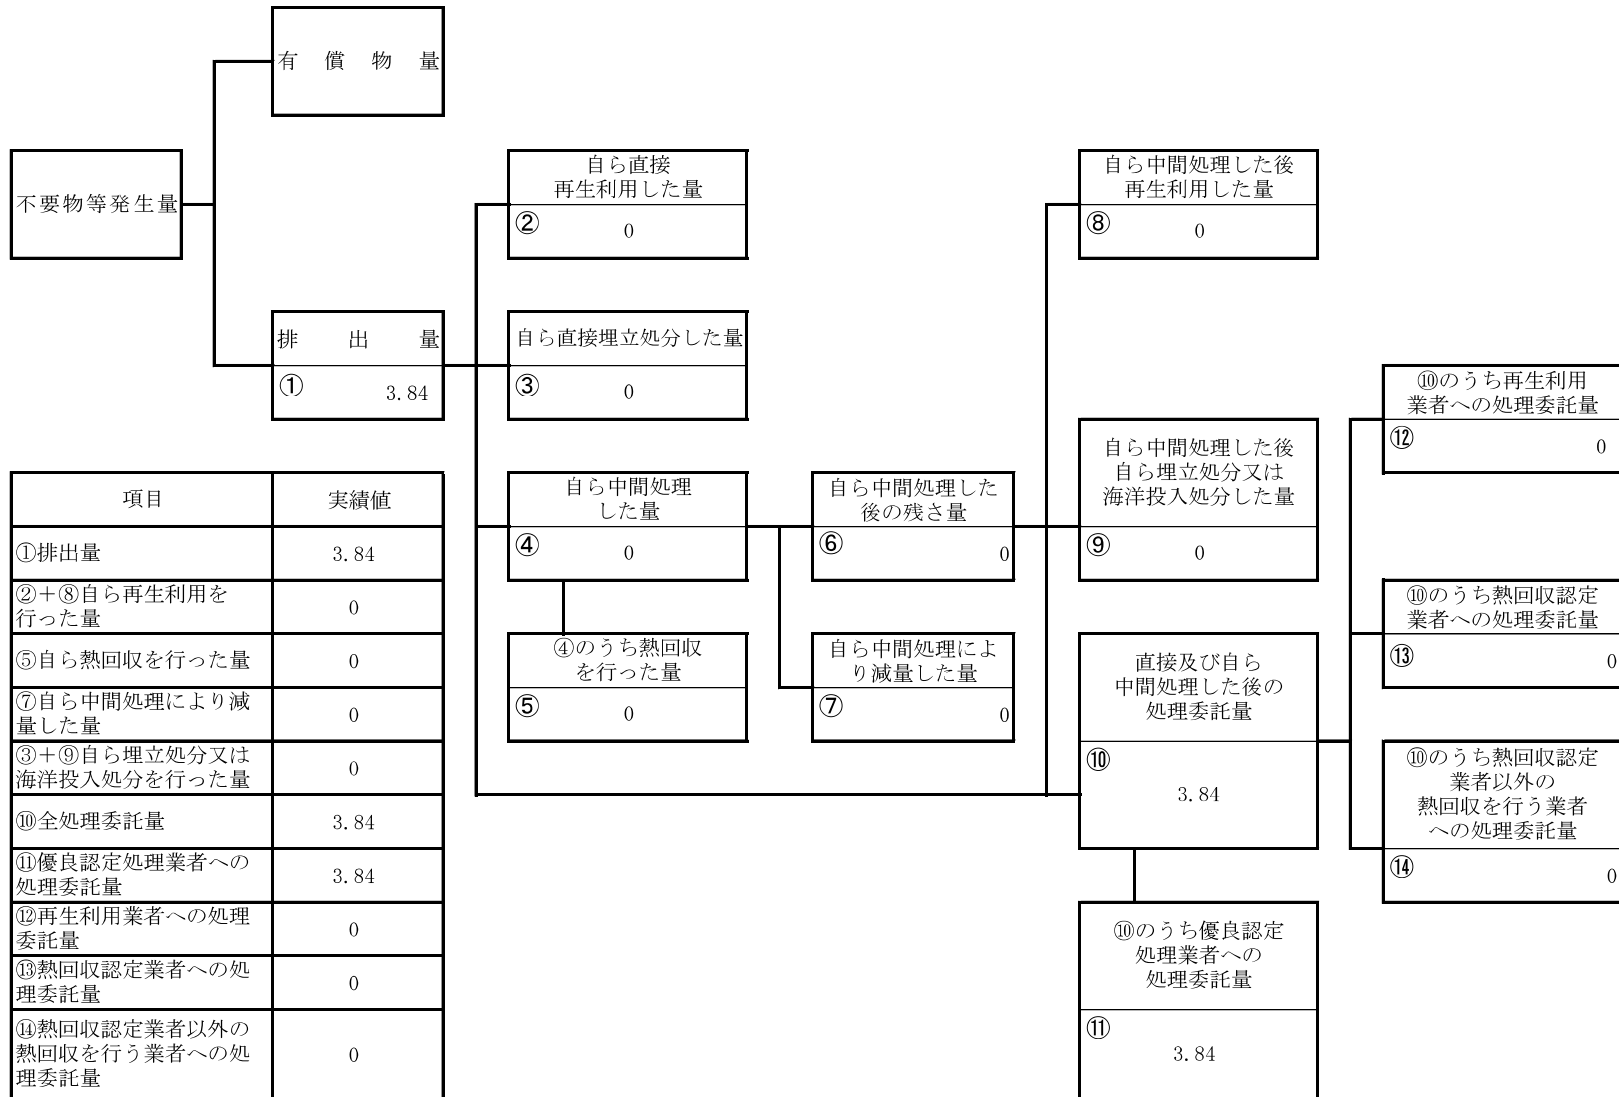 有償物量
不要物等発生量
排出量
①
3.84
自ら直接
再生利用した量
②
0
自ら直接埋立処分した量
③
0
自ら中間処理
した量
④
0
④のうち熱回収
を行った量
⑤
0
自ら中間処理した
後の残さ量
⑥
0
自ら中間処理によ
り減量した量
⑦
0
自ら中間処理した後
再生利用した量
⑧
0
自ら中間処理した後
自ら埋立処分又は
海洋投入処分した量
⑨
0
直接及び自ら
中間処理した後の
処理委託量
⑩
3.84
⑩のうち優良認定
処理業者への
処理委託量
⑪
3.84
⑩のうち再生利用
業者への処理委託量
⑫
0
⑩のうち熱回収認定
業者への処理委託量
⑬
0
⑩のうち熱回収認定
業者以外の
熱回収を行う業者
への処理委託量
⑭
0
項目 実績値
①排出量 3.84
②＋⑧自ら再生利用を
行った量 0
⑤自ら熱回収を行った量 0
⑦自ら中間処理により減
量した量 0
③＋⑨自ら埋立処分又は
海洋投入処分を行った量 0
⑩全処理委託量 3.84
⑪優良認定処理業者への
処理委託量 3.84
⑫再生利用業者への処理
委託量 0
⑬熱回収認定業者への処
理委託量 0
⑭熱回収認定業者以外の
熱回収を行う業者への処
理委託量 0